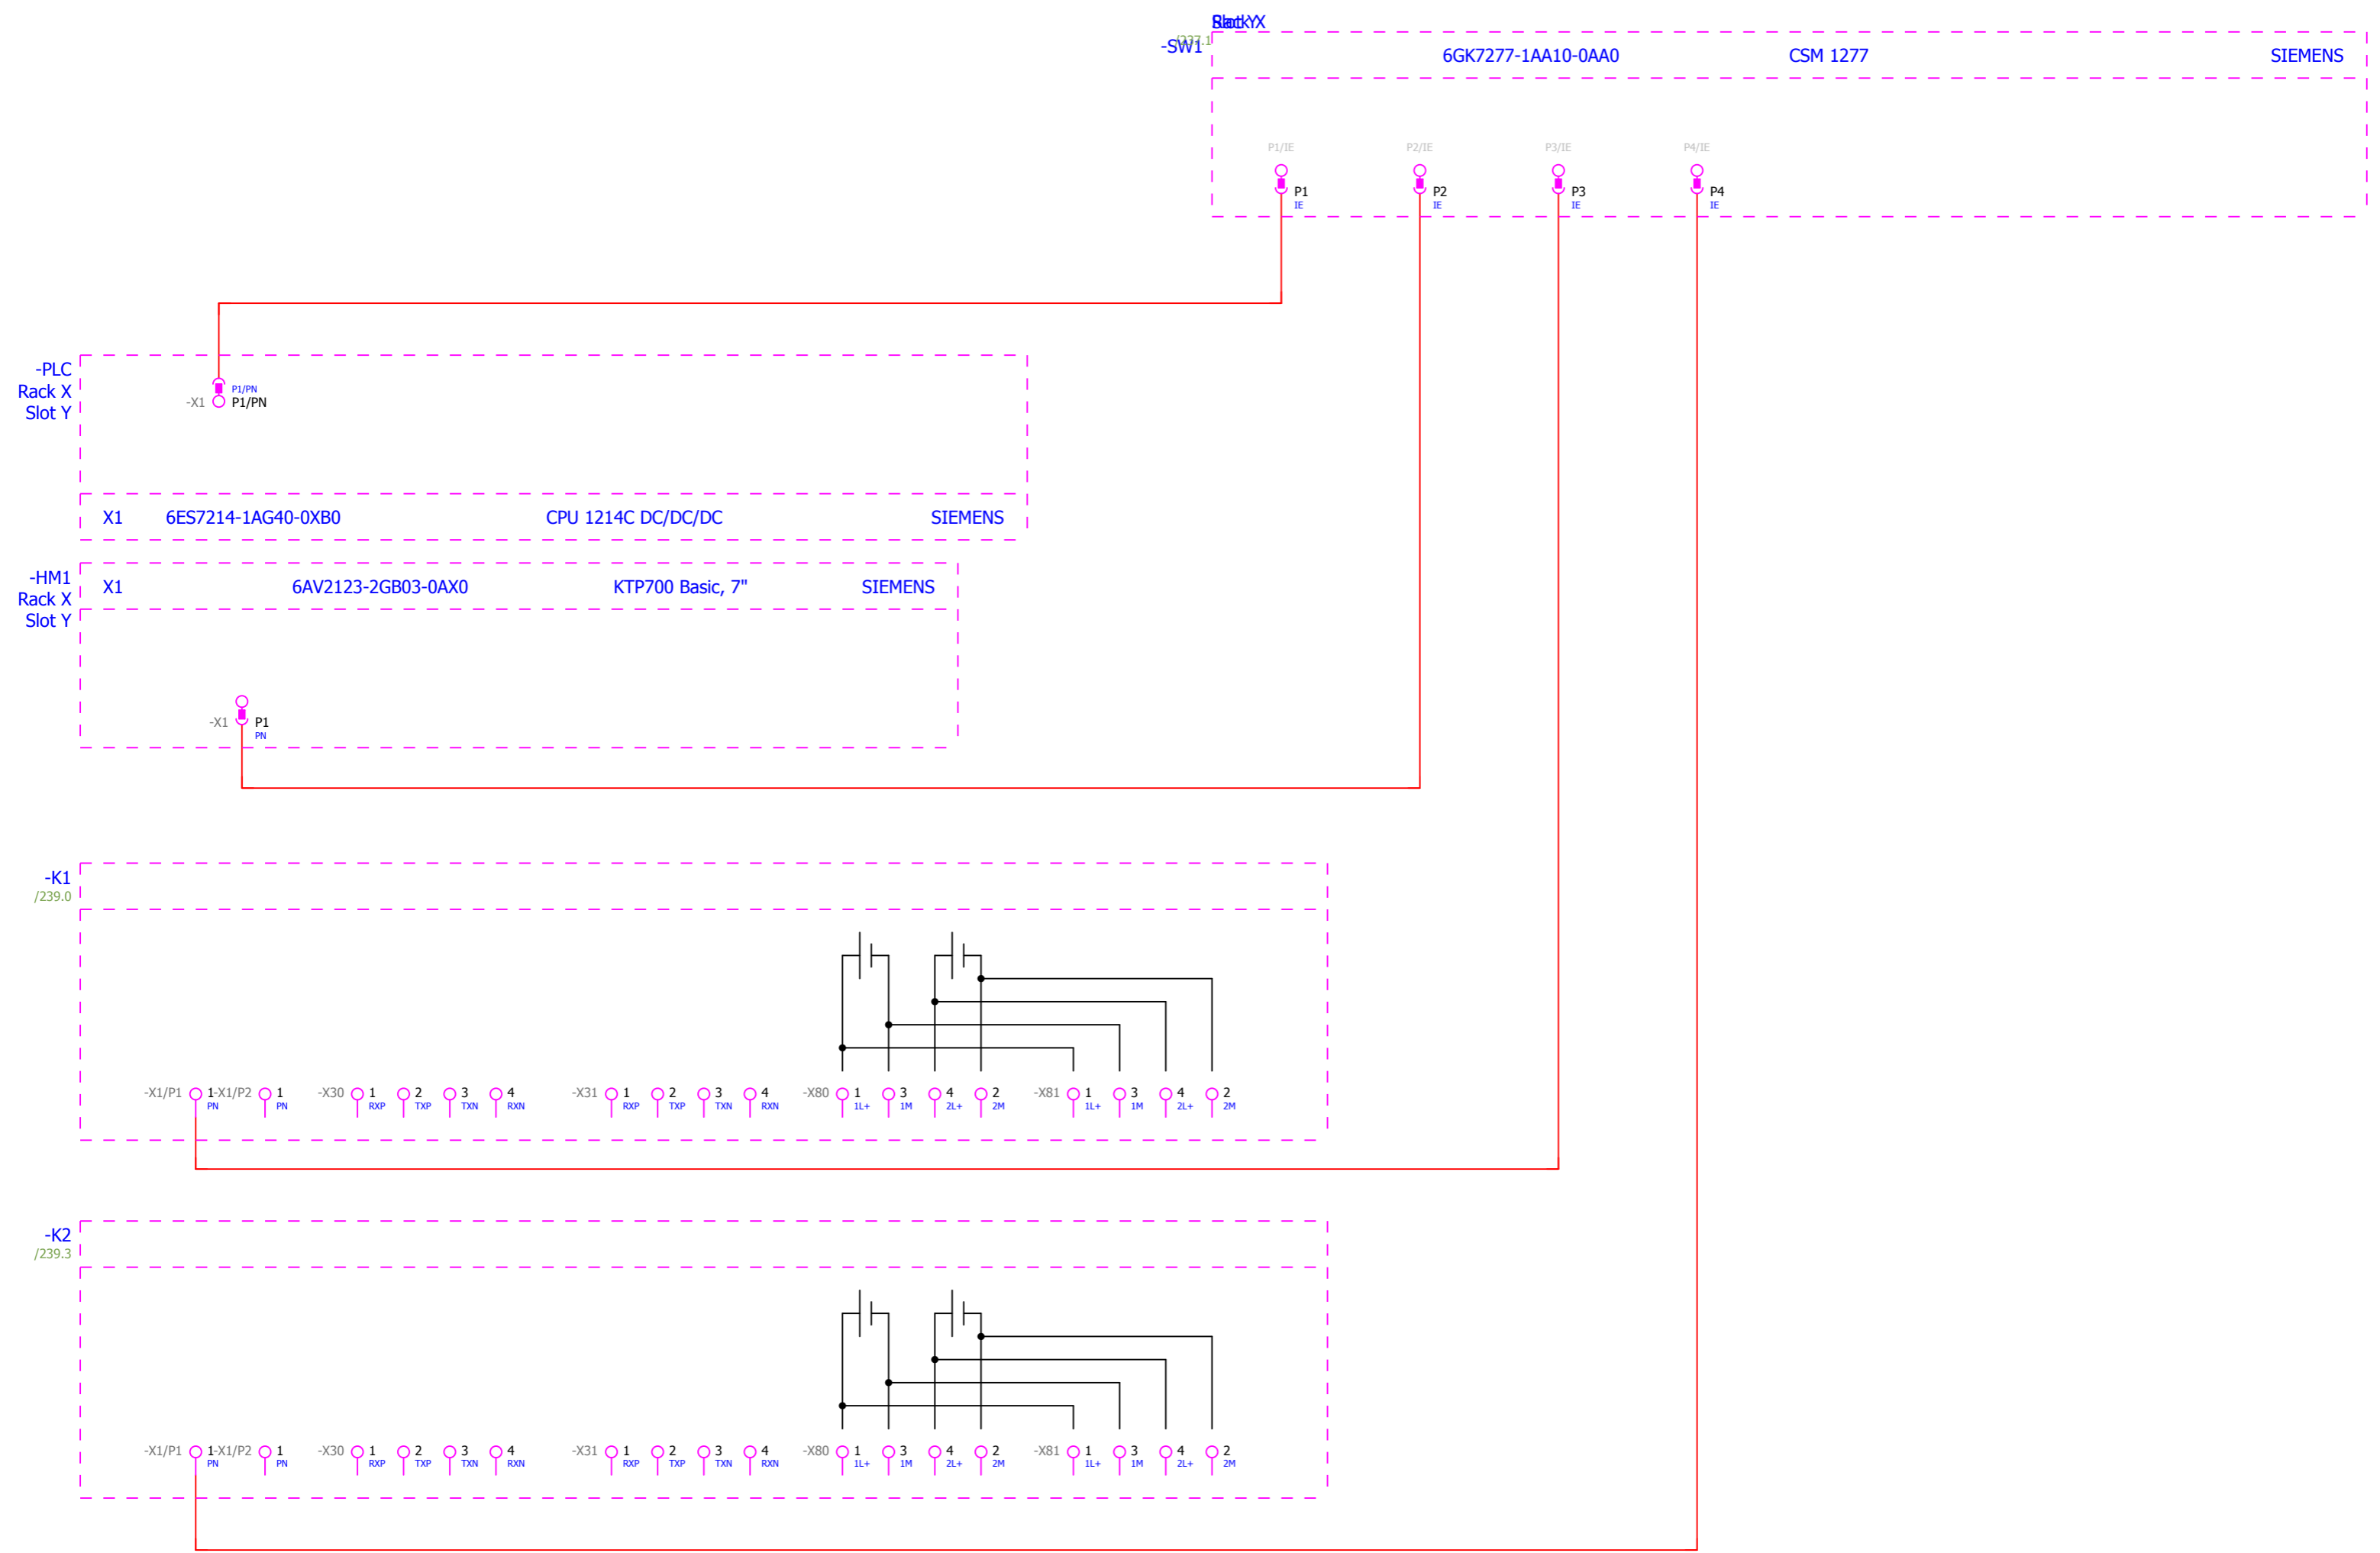 Rack X
Slot Y
-SW1
/237.1
6GK7277-1AA10-0AA0 CSM 1277 SIEMENS
P1/IE P2/IE P3/IE P4/IE
P1 P2 P3 P4
IE IE IE IE
-PLC
Rack X
Slot Y
P1/PN
-X1 P1/PN
X1 6ES7214-1AG40-0XB0 CPU 1214C DC/DC/DC SIEMENS
-HM1
Rack X
Slot Y
X1 6AV2123-2GB03-0AX0 KTP700 Basic, 7" SIEMENS
-X1 P1
PN
-K1
/239.0
-X1/P1 1 -X1/P2 1 -X30 1 2 3 4 -X31 1 2 3 4 -X80 1 3 4 2 -X81 1 3 4 2
PN PN RXP TXP TXN RXN RXP TXP TXN RXN 1L+ 1M 2L+ 2M 1L+ 1M 2L+ 2M
-K2
/239.3
-X1/P1 1 -X1/P2 1 -X30 1 2 3 4 -X31 1 2 3 4 -X80 1 3 4 2 -X81 1 3 4 2
PN PN RXP TXP TXN RXN RXP TXP TXN RXN 1L+ 1M 2L+ 2M 1L+ 1M 2L+ 2M